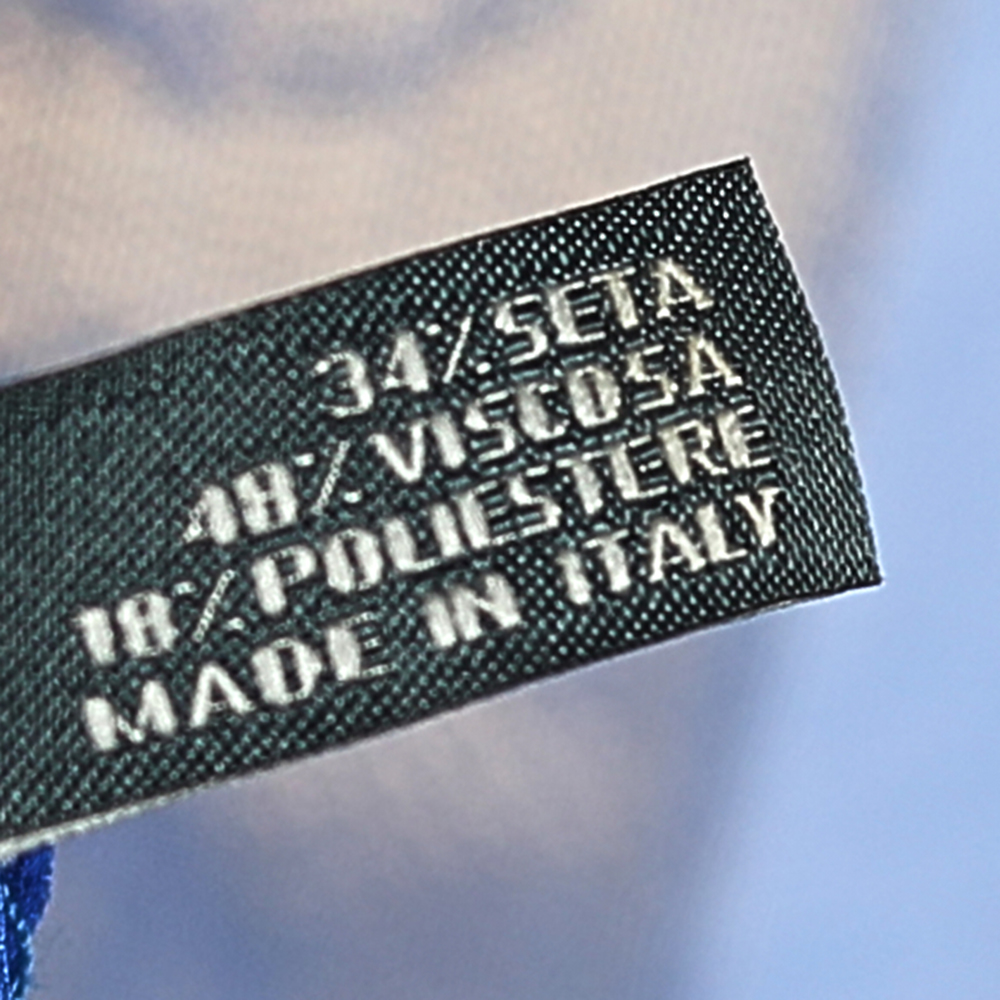 34% SETA
48% VISCOSA
18% POLIESTERE
MADE IN ITALY